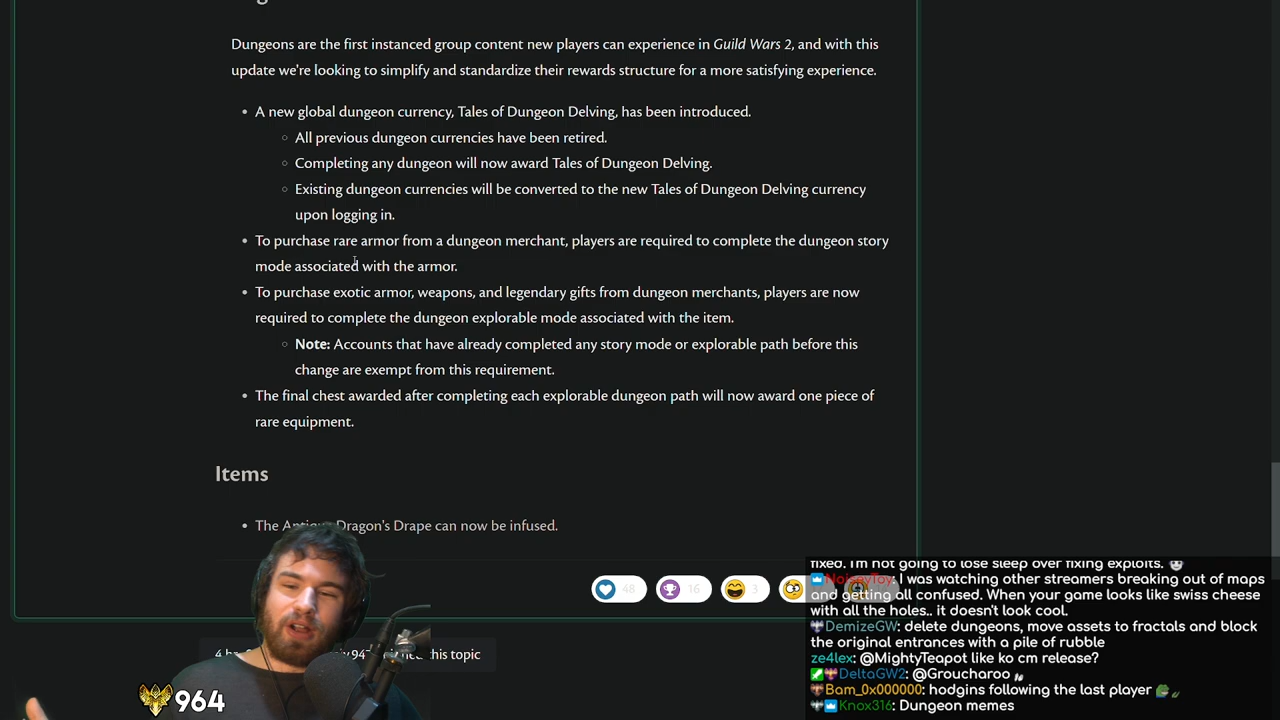 Dungeons are the first instanced group content new players can experience in Guild Wars 2, and with this
update we're looking to simplify and standardize their rewards structure for a more satisfying experience.
• A new global dungeon currency, Tales of Dungeon Delving, has been introduced.
○ All previous dungeon currencies have been retired.
○ Completing any dungeon will now award Tales of Dungeon Delving.
○ Existing dungeon currencies will be converted to the new Tales of Dungeon Delving currency
upon logging in.
• To purchase rare armor from a dungeon merchant, players are required to complete the dungeon story
mode associated with the armor.
• To purchase exotic armor, weapons, and legendary gifts from dungeon merchants, players are now
required to complete the dungeon explorable mode associated with the item.
○ Note: Accounts that have already completed any story mode or explorable path before this
change are exempt from this requirement.
• The final chest awarded after completing each explorable dungeon path will now award one piece of
rare equipment.
Items
• The Dragon's Drape can now be infused.
48 16 3
4 this topic
964
fixed. I'm not going to lose sleep over fixing exploits.
NoiseyToy: I was watching other streamers breaking out of maps
and getting all confused. When your game looks like swiss cheese
with all the holes.. it doesn't look cool.
DemizeGW: delete dungeons, move assets to fractals and block
the original entrances with a pile of rubble
ze4lex: @MightyTeapot like ko cm release?
DeltaGW2: @Groucharoo
Bam_0x000000: hodgins following the last player
Knox316: Dungeon memes